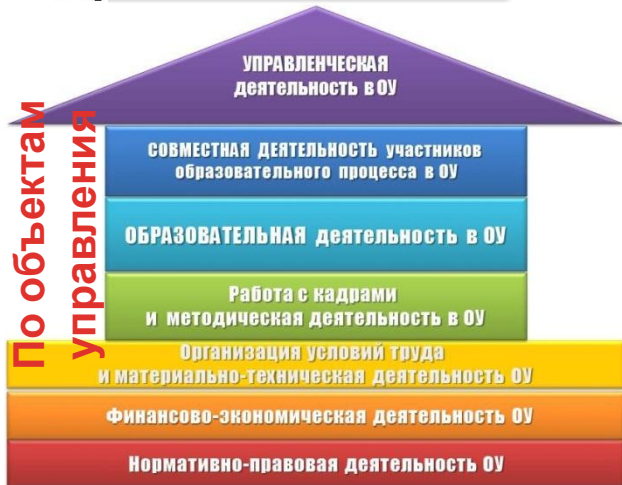 УПРАВЛЕНЧЕСКАЯ
деятельность в ОУ
По объектам
управления
СОВМЕСТНАЯ ДЕЯТЕЛЬНОСТЬ участников
образовательного процесса в ОУ
ОБРАЗОВАТЕЛЬНАЯ деятельность в ОУ
Работа с кадрами
и методическая деятельность в ОУ
Организация условий труда
и материально-техническая деятельность ОУ
Финансово-экономическая деятельность ОУ
Нормативно-правовая деятельность ОУ